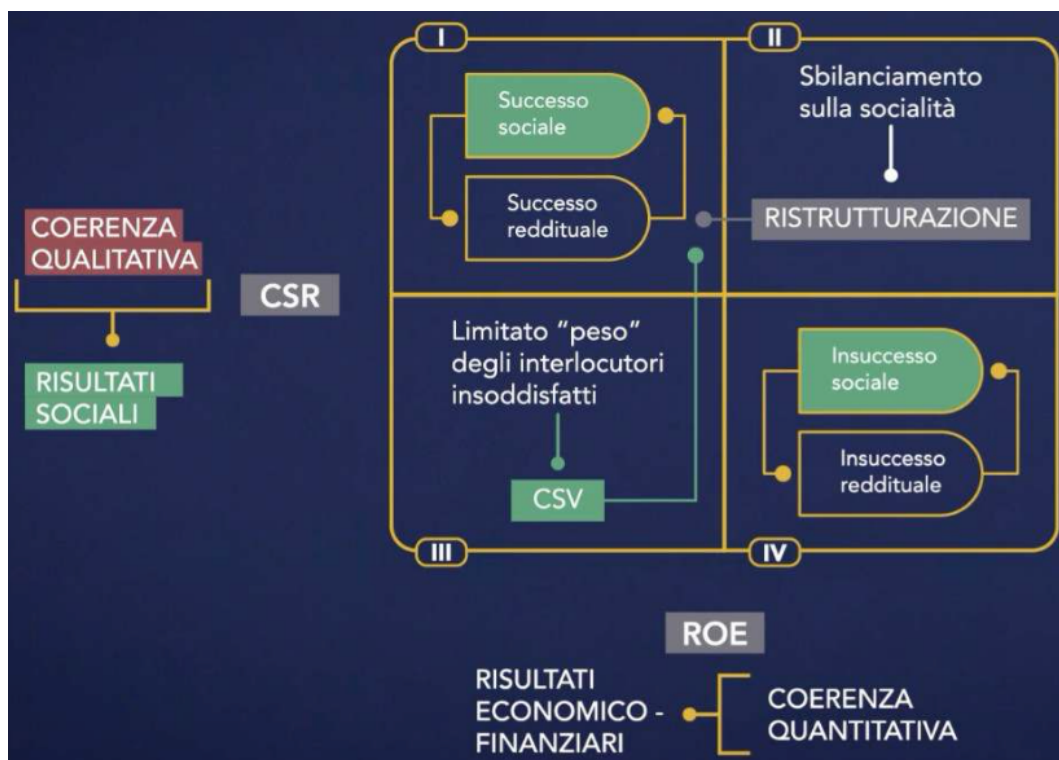 I
II
Successo
sociale
Successo
reddituale
Sbilanciamento
sulla socialità
RISTRUTTURAZIONE
COERENZA
QUALITATIVA
CSR
RISULTATI
SOCIALI
Limitato “peso”
degli interlocutori
insoddisfatti
CSV
Insuccesso
sociale
Insuccesso
reddituale
III
IV
ROE
RISULTATI
ECONOMICO -
FINANZIARI
COERENZA
QUANTITATIVA